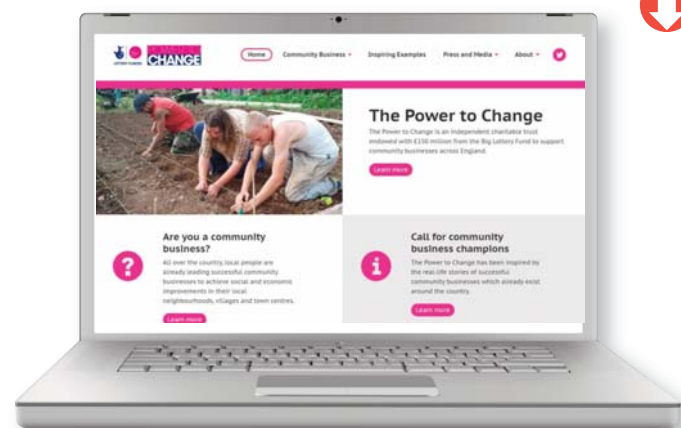 LOTTERY FUNDED
POWER TO
CHANGE
Home Community Business Inspiring Examples Press and Media About
The Power to Change
The Power to Change is an independent charitable trust
endowed with £150 million from the Big Lottery Fund to support
community businesses across England.
Learn more
Are you a community
business?
All over the country, local people are
already leading successful community
businesses to achieve social and economic
improvements in their local
neighbourhoods, villages and town centres.
Learn more
Call for community
business champions
The Power to Change has been inspired by
the real life stories of successful
community businesses which already exist
around the country.
Learn more